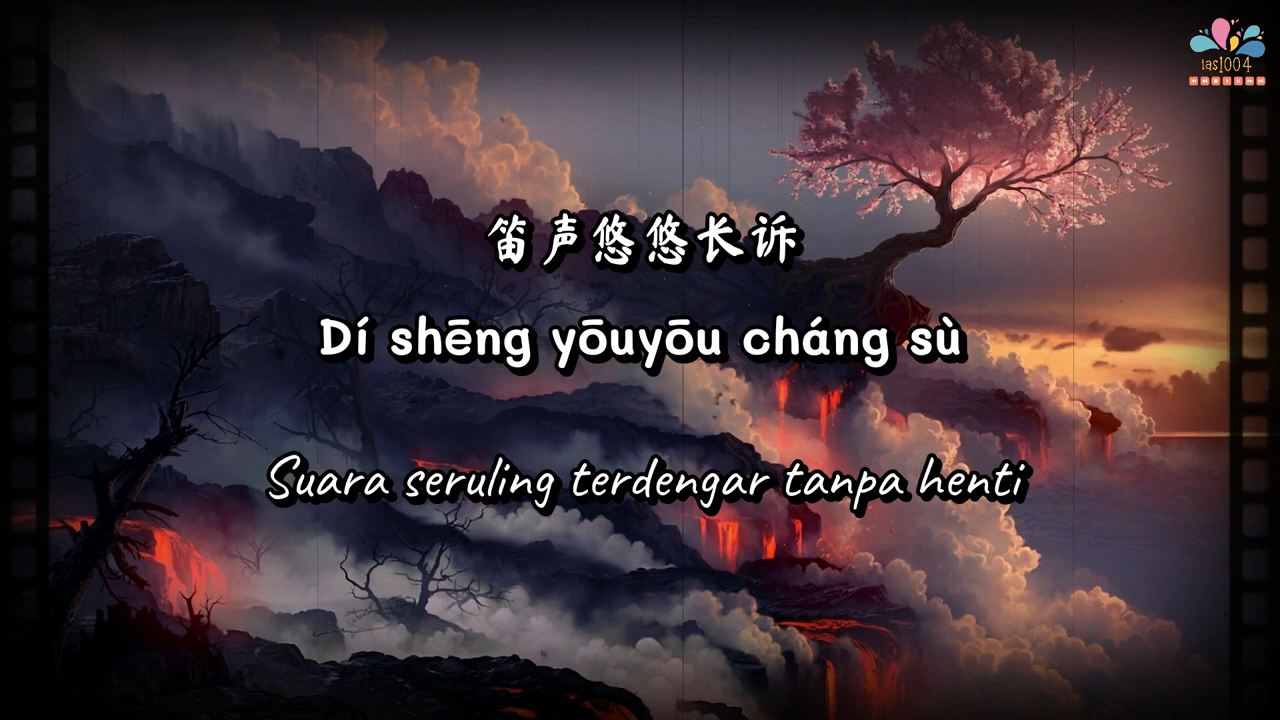 ias1004
笛声悠悠长诉
Dí shēng yōuyōu cháng sù
Suara seruling terdengar tanpa henti